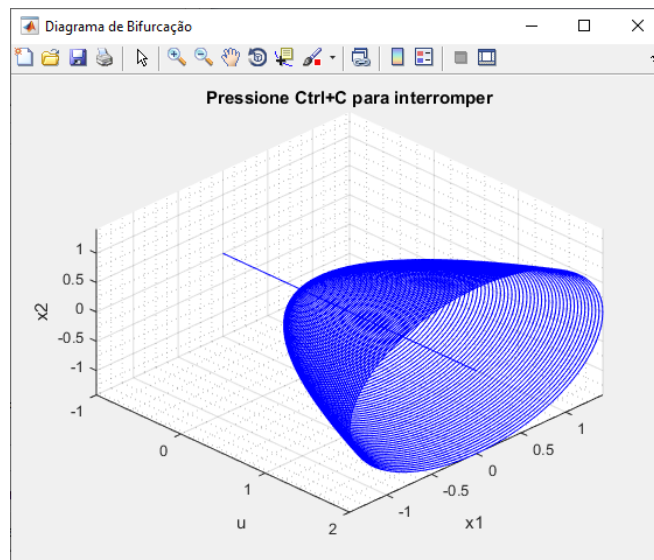 Diagrama de Bifurcação
Pressione Ctrl+C para interromper
1
0.5
0
-0.5
-1
x2
-1
0
1
2
u
-1
-0.5
0
0.5
1
x1